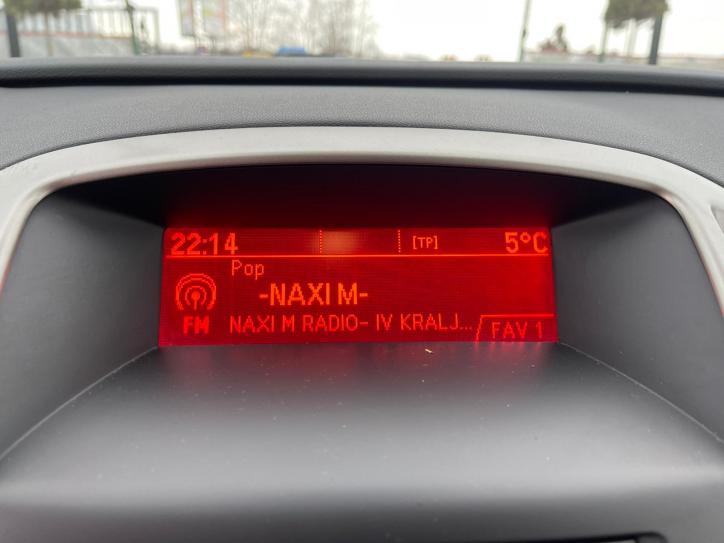 22:14 [TP] 5°C
Pop
-NAXI M-
FM NAXI M RADIO- IV KRALJ... FAV 1